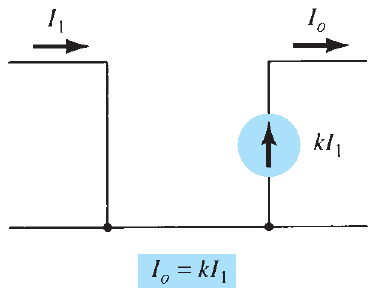 I₁
Iₒ
kI₁
Iₒ = kI₁